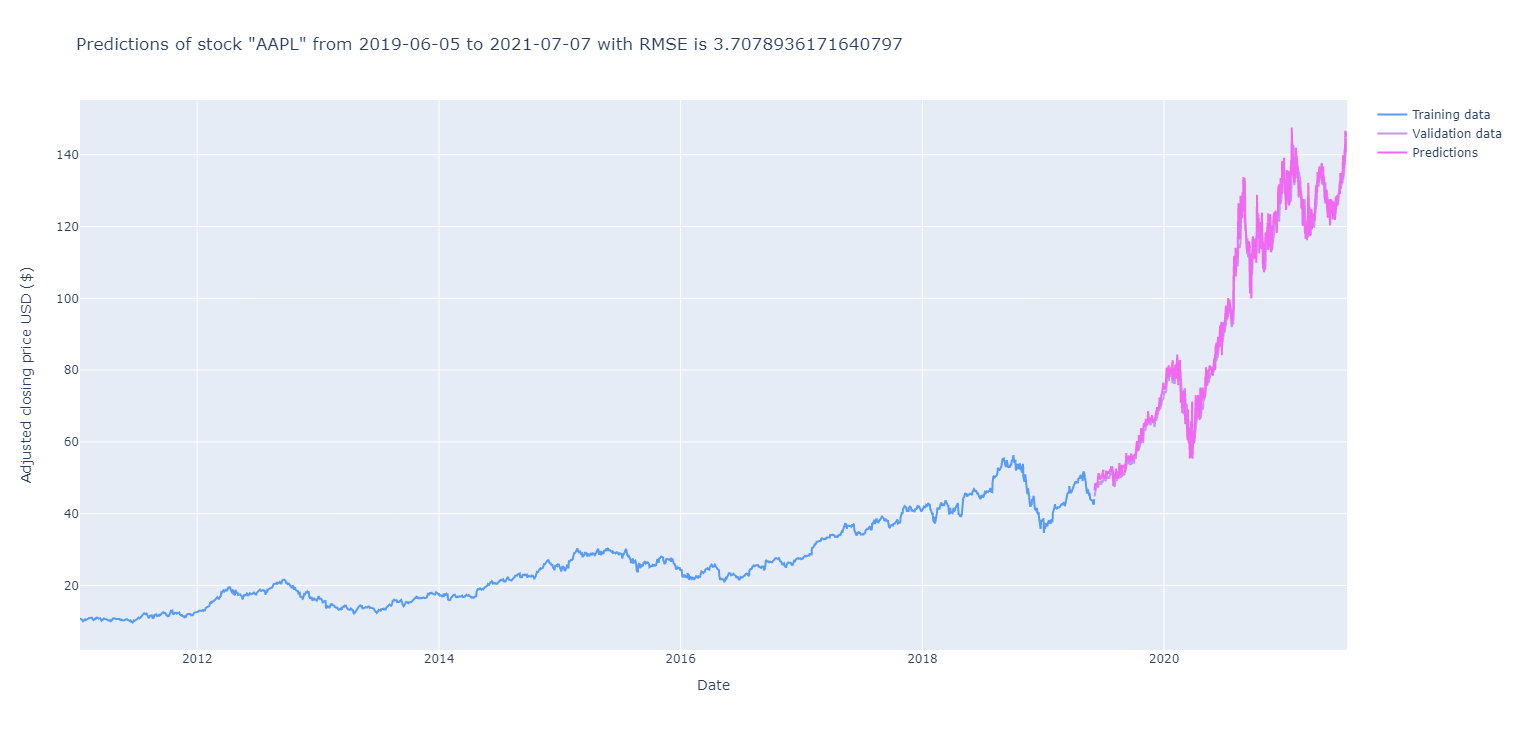 Predictions of stock "AAPL" from 2019-06-05 to 2021-07-07 with RMSE is 3.7078936171640797
Training data
Validation data
Predictions
140
120
100
80
60
40
20
Adjusted closing price USD ($)
2012 2014 2016 2018 2020
Date